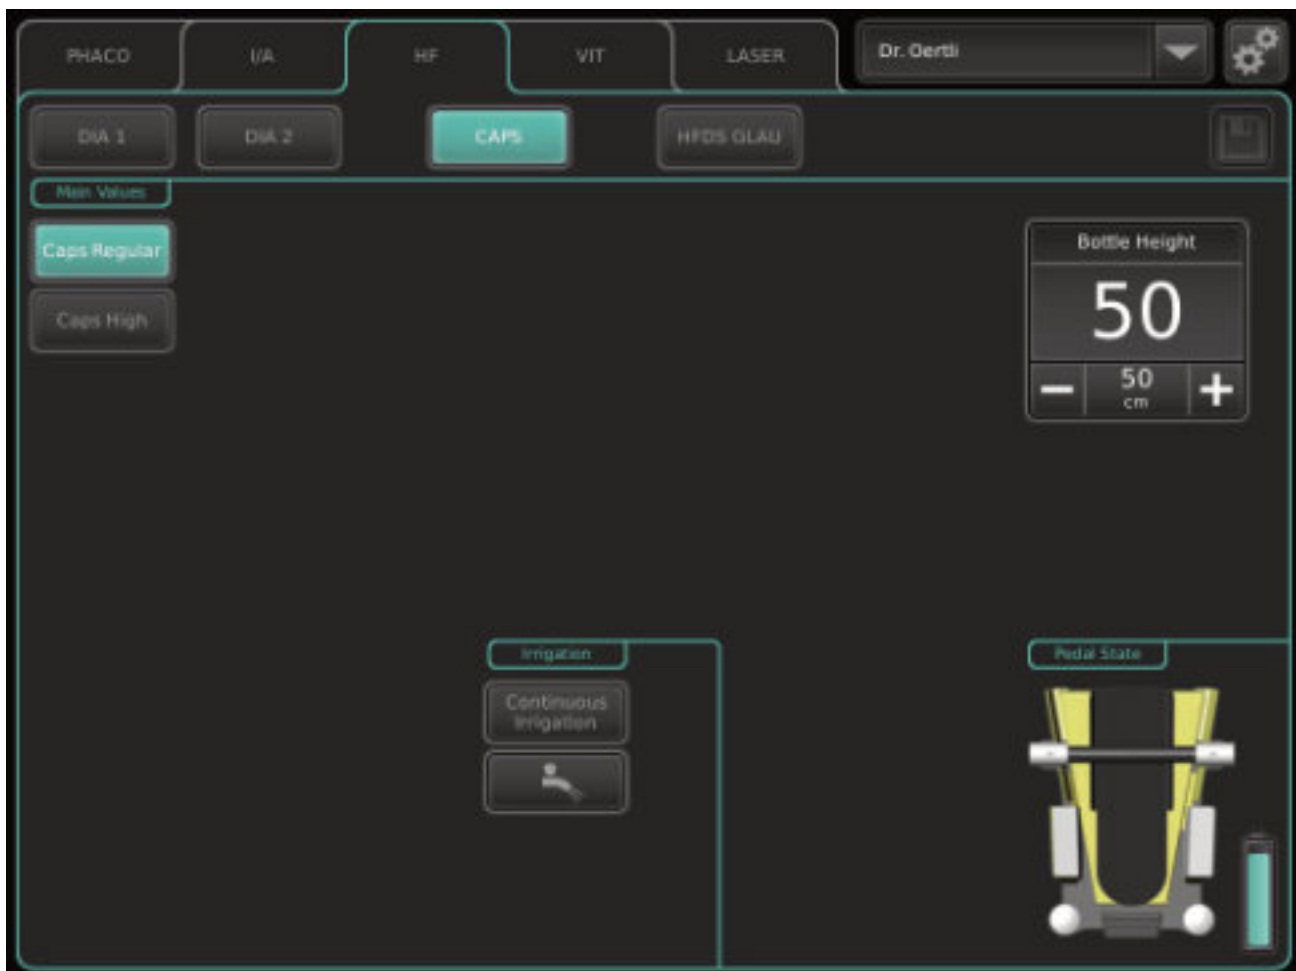 PHACO
I/A
HF
VIT
LASER
Dr. Oertli
DIA 1
DIA 2
CAPS
HFDS GLAU
Main Values
Caps Regular
Caps High
Bottle Height
50
50
cm
Irrigation
Continuous
Irrigation
Pedal State